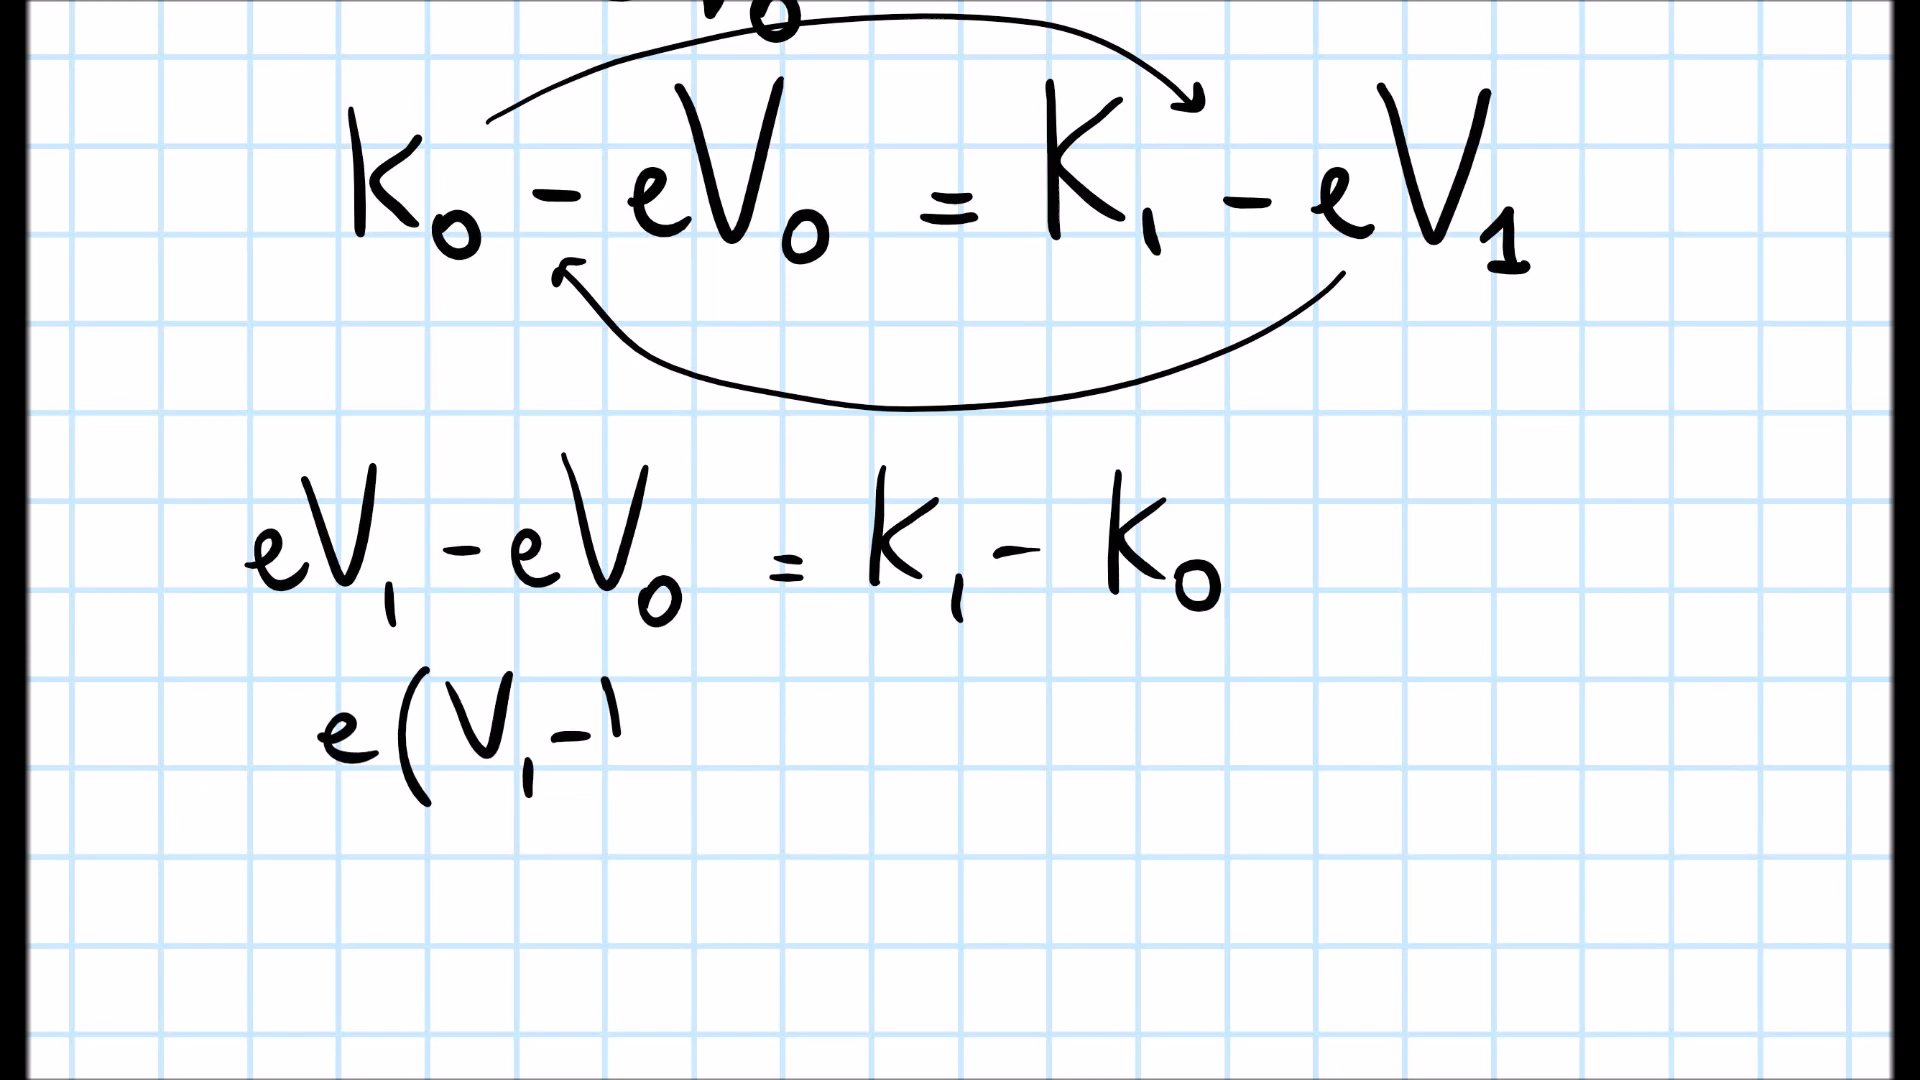 K₀ - eV₀ = K₁ - eV₁
eV₁ - eV₀ = K₁ - K₀
e(V₁ -